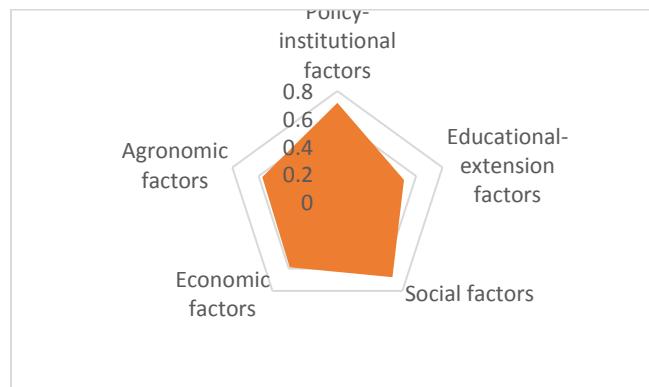 Policy-
institutional
factors
0.8
0.6
0.4
0.2
0
Educational-
extension
factors
Agronomic
factors
Economic
factors
Social factors